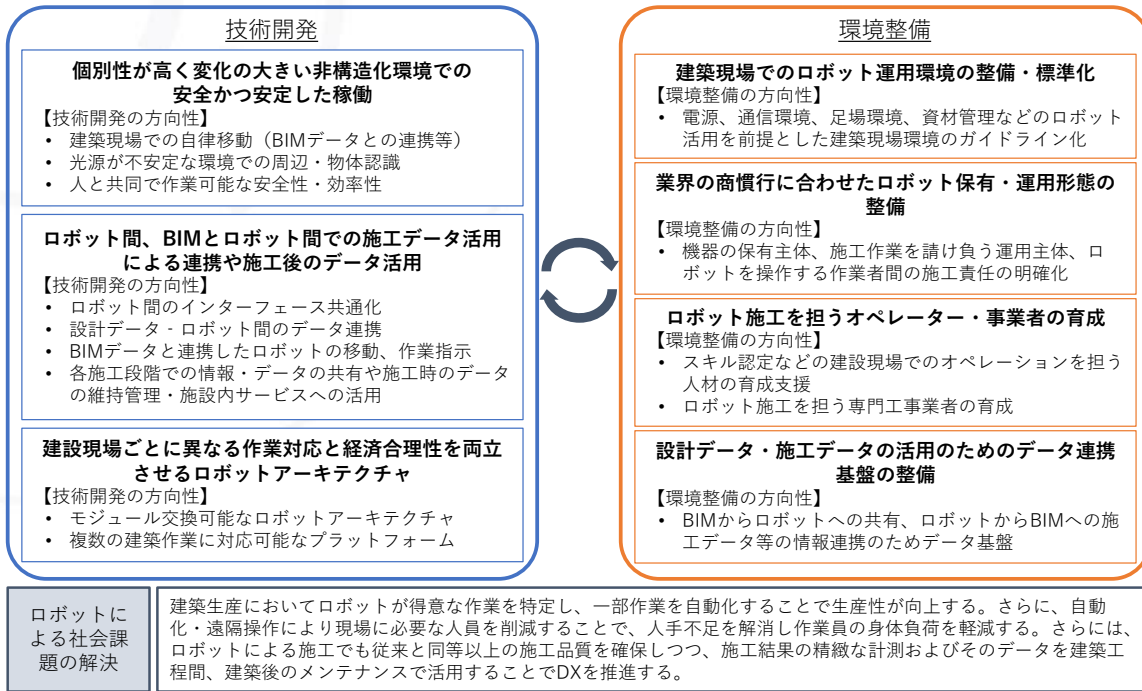 技術開発
個別性が高く変化の大きい非構造化環境での
安全かつ安定した稼働
【技術開発の方向性】
• 建築現場での自律移動（BIMデータとの連携等）
• 光源が不安定な環境での周辺・物体認識
• 人と共同で作業可能な安全性・効率性
ロボット間、BIMとロボット間での施工データ活用
による連携や施工後のデータ活用
【技術開発の方向性】
• ロボット間のインターフェース共通化
• 設計データ‐ロボット間のデータ連携
• BIMデータと連携したロボットの移動、作業指示
• 各施工段階での情報・データの共有や施工時のデータ
の維持管理・施設内サービスへの活用
建設現場ごとに異なる作業対応と経済合理性を両立
させるロボットアーキテクチャ
【技術開発の方向性】
• モジュール交換可能なロボットアーキテクチャ
• 複数の建築作業に対応可能なプラットフォーム
環境整備
建築現場でのロボット運用環境の整備・標準化
【環境整備の方向性】
• 電源、通信環境、足場環境、資材管理などのロボット
活用を前提とした建築現場環境のガイドライン化
業界の商慣行に合わせたロボット保有・運用形態の
整備
【環境整備の方向性】
• 機器の保有主体、施工作業を請け負う運用主体、ロ
ボットを操作する作業者間の施工責任の明確化
ロボット施工を担うオペレーター・事業者の育成
【環境整備の方向性】
• スキル認定などの建設現場でのオペレーションを担う
人材の育成支援
• ロボット施工を担う専門工事業者の育成
設計データ・施工データの活用のためのデータ連携
基盤の整備
【環境整備の方向性】
• BIMからロボットへの共有、ロボットからBIMへの施
工データ等の情報連携のためデータ基盤
ロボットに
よる社会課
題の解決
建築生産においてロボットが得意な作業を特定し、一部作業を自動化することで生産性が向上する。さらに、自動
化・遠隔操作により現場に必要な人員を削減することで、人手不足を解消し作業員の身体負荷を軽減する。さらには、
ロボットによる施工でも従来と同等以上の施工品質を確保しつつ、施工結果の精緻な計測およびそのデータを建築工
程間、建築後のメンテナンスで活用することでDXを推進する。